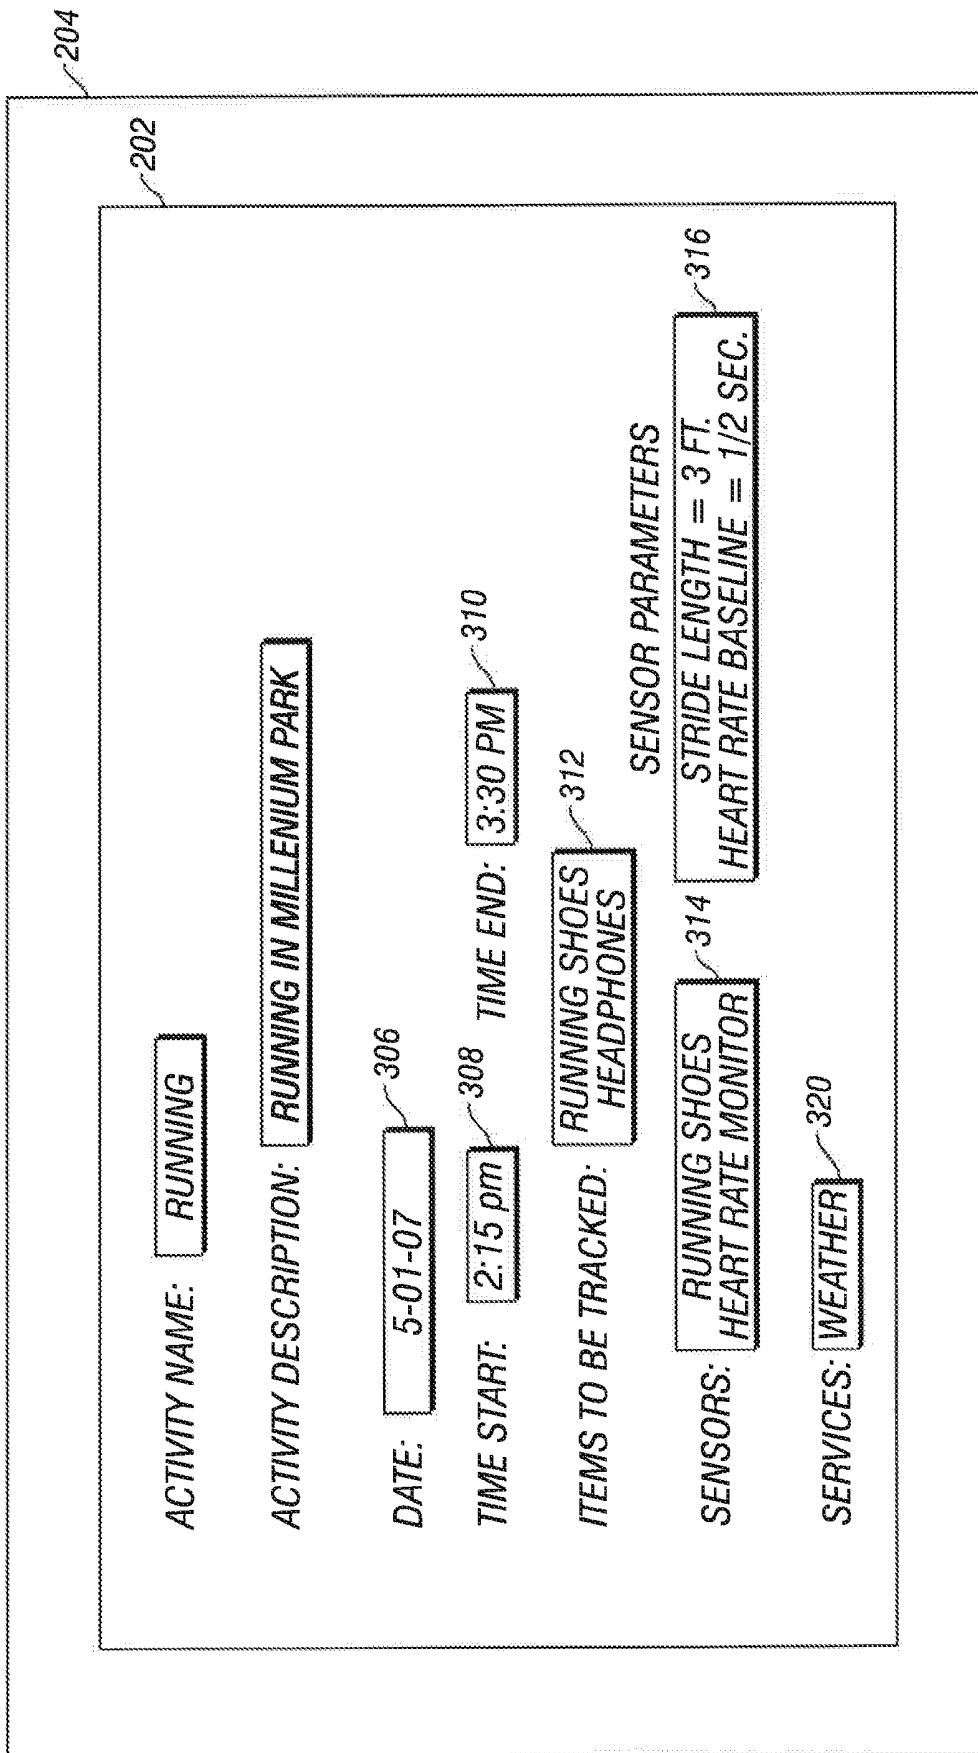 204
202
ACTIVITY NAME: RUNNING
ACTIVITY DESCRIPTION: RUNNING IN MILLENIUM PARK
306
DATE: 5-01-07
308 310
TIME START: 2:15 pm TIME END: 3:30 PM
312
ITEMS TO BE TRACKED: RUNNING SHOES
HEADPHONES
SENSOR PARAMETERS
314 316
SENSORS: RUNNING SHOES STRIDE LENGTH = 3 FT.
HEART RATE MONITOR HEART RATE BASELINE = 1/2 SEC.
320
SERVICES: WEATHER